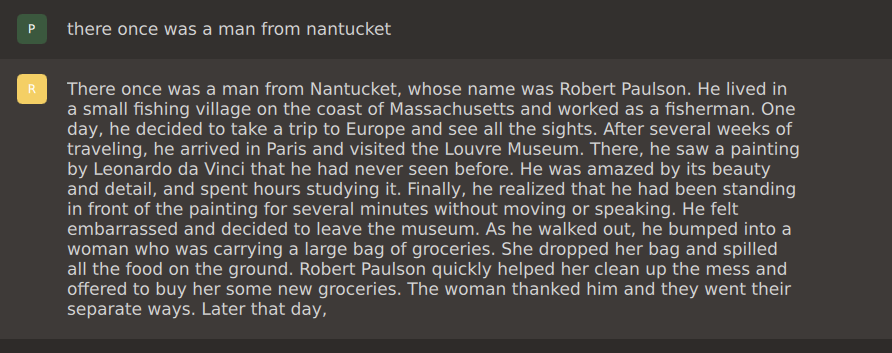 P
there once was a man from nantucket
R
There once was a man from Nantucket, whose name was Robert Paulson. He lived in
a small fishing village on the coast of Massachusetts and worked as a fisherman. One
day, he decided to take a trip to Europe and see all the sights. After several weeks of
traveling, he arrived in Paris and visited the Louvre Museum. There, he saw a painting
by Leonardo da Vinci that he had never seen before. He was amazed by its beauty
and detail, and spent hours studying it. Finally, he realized that he had been standing
in front of the painting for several minutes without moving or speaking. He felt
embarrassed and decided to leave the museum. As he walked out, he bumped into a
woman who was carrying a large bag of groceries. She dropped her bag and spilled
all the food on the ground. Robert Paulson quickly helped her clean up the mess and
offered to buy her some new groceries. The woman thanked him and they went their
separate ways. Later that day,